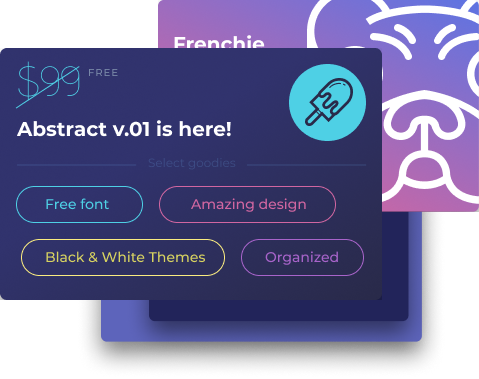 Frenchie
$99 FREE
Abstract v.01 is here!
Select goodies
Free font
Amazing design
Black & White Themes
Organized